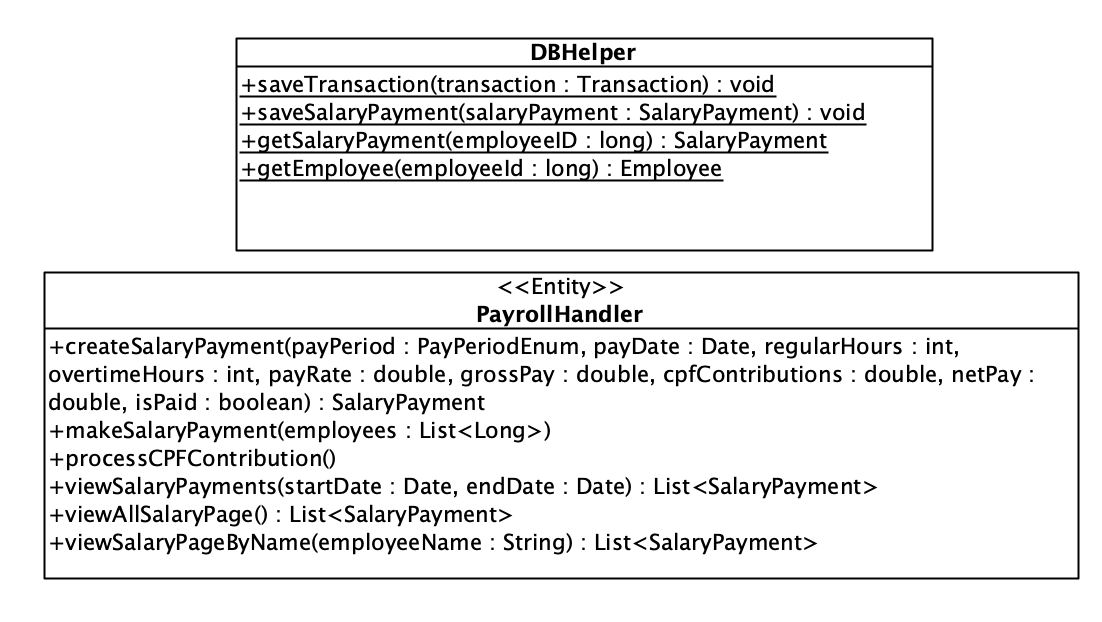 DBHelper
+saveTransaction(transaction : Transaction) : void
+saveSalaryPayment(salaryPayment : SalaryPayment) : void
+getSalaryPayment(employeeID : long) : SalaryPayment
+getEmployee(employeeId : long) : Employee
<<Entity>>
PayrollHandler
+createSalaryPayment(payPeriod : PayPeriodEnum, payDate : Date, regularHours : int,
overtimeHours : int, payRate : double, grossPay : double, cpfContributions : double, netPay :
double, isPaid : boolean) : SalaryPayment
+makeSalaryPayment(employees : List<Long>)
+processCPFContribution()
+viewSalaryPayments(startDate : Date, endDate : Date) : List<SalaryPayment>
+viewAllSalaryPage() : List<SalaryPayment>
+viewSalaryPageByName(employeeName : String) : List<SalaryPayment>